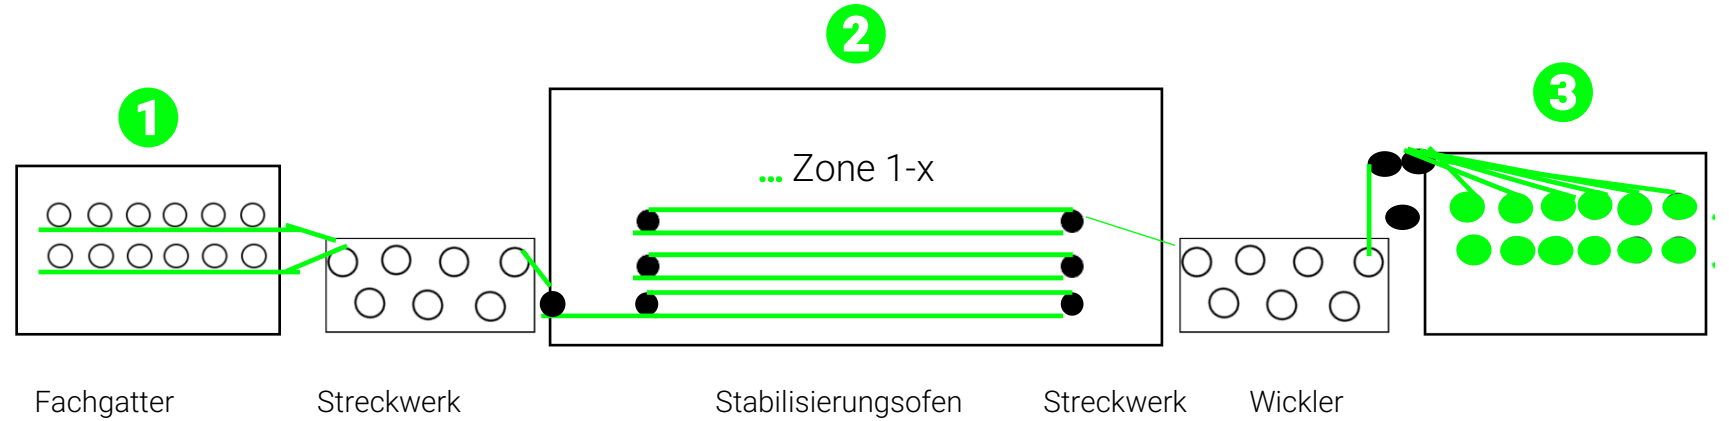 2
1
3
... Zone 1-x
Fachgatter
Streckwerk
Stabilisierungsofen
Streckwerk
Wickler